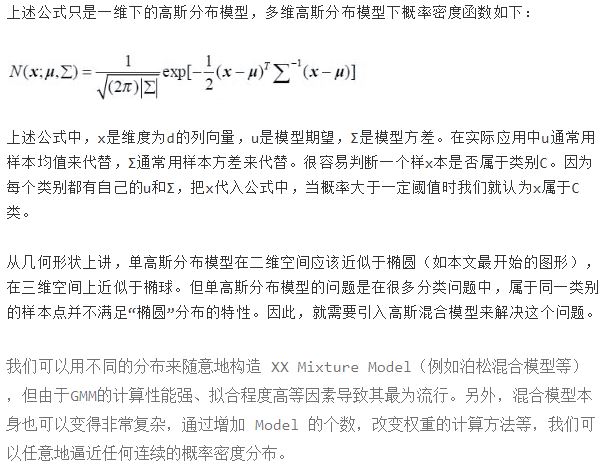 上述公式只是一维下的高斯分布模型，多维高斯分布模型下概率密度函数如下：
N(x;μ,Σ) = 1/√((2π)|Σ|) exp[-1/2(x-μ)^T Σ^{-1}(x-μ)]
上述公式中，x是维度为d的列向量，u是模型期望，Σ是模型方差。在实际应用中u通常用
样本均值来代替，Σ通常用样本方差来代替。很容易判断一个样x本是否属于类别C。因为
每个类别都有自己的u和Σ，把x代入公式中，当概率大于一定阈值时我们就认为x属于C
类。
从几何形状上讲，单高斯分布模型在二维空间应该近似于椭圆（如本文最开始的图形），
在三维空间上近似于椭球。但单高斯分布模型的问题是在很多分类问题中，属于同一类别
的样本点并不满足“椭圆”分布的特性。因此，就需要引入高斯混合模型来解决这个问题。
我们可以用不同的分布来随意地构造 XX Mixture Model（例如泊松混合模型等）
，但由于GMM的计算性能强、拟合程度高等因素导致其最为流行。另外，混合模型本
身也可以变得非常复杂，通过增加 Model 的个数，改变权重的计算方法等，我们可
以任意地逼近任何连续的概率密度分布。